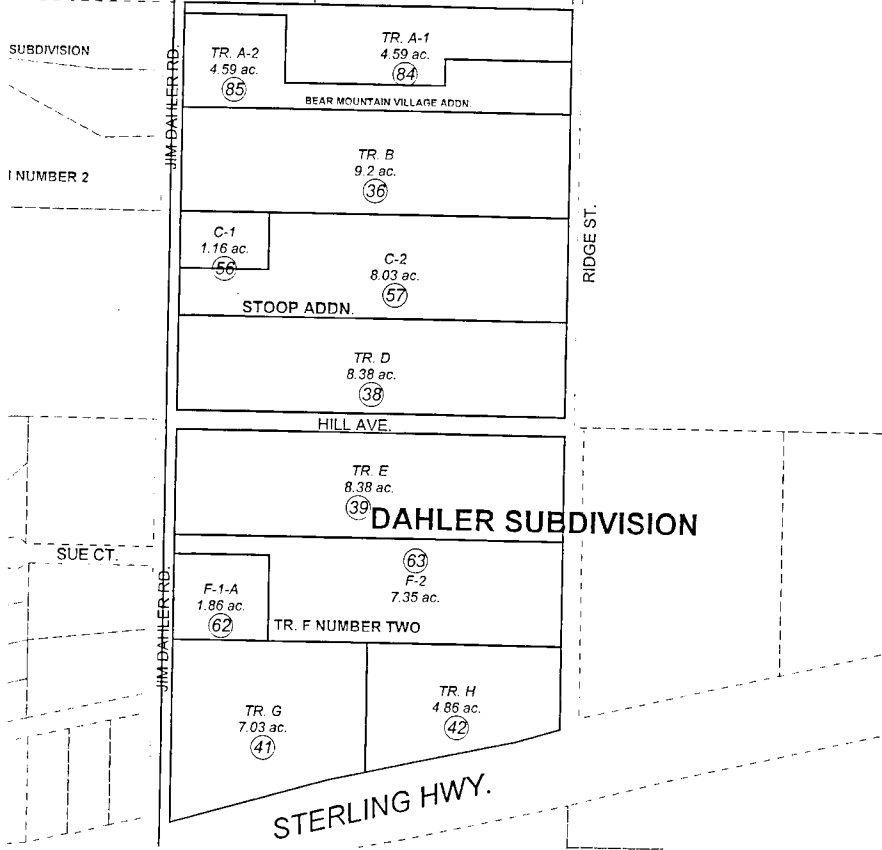 SUBDIVISION
TR. A-2
4.59 ac.
85
TR. A-1
4.59 ac.
84
BEAR MOUNTAIN VILLAGE ADDN.
JIM DAHLER RD.
NUMBER 2
TR. B
9.2 ac.
36
C-1
1.16 ac.
56
C-2
8.03 ac.
57
STOOP ADDN.
RIDGE ST.
TR. D
8.38 ac.
38
HILL AVE.
TR. E
8.38 ac.
39
DAHLER SUBDIVISION
SUE CT.
63
F-2
7.35 ac.
F-1-A
1.86 ac.
62
TR. F NUMBER TWO
JIM DAHLER RD.
TR. G
7.03 ac.
41
TR. H
4.86 ac.
42
STERLING HWY.